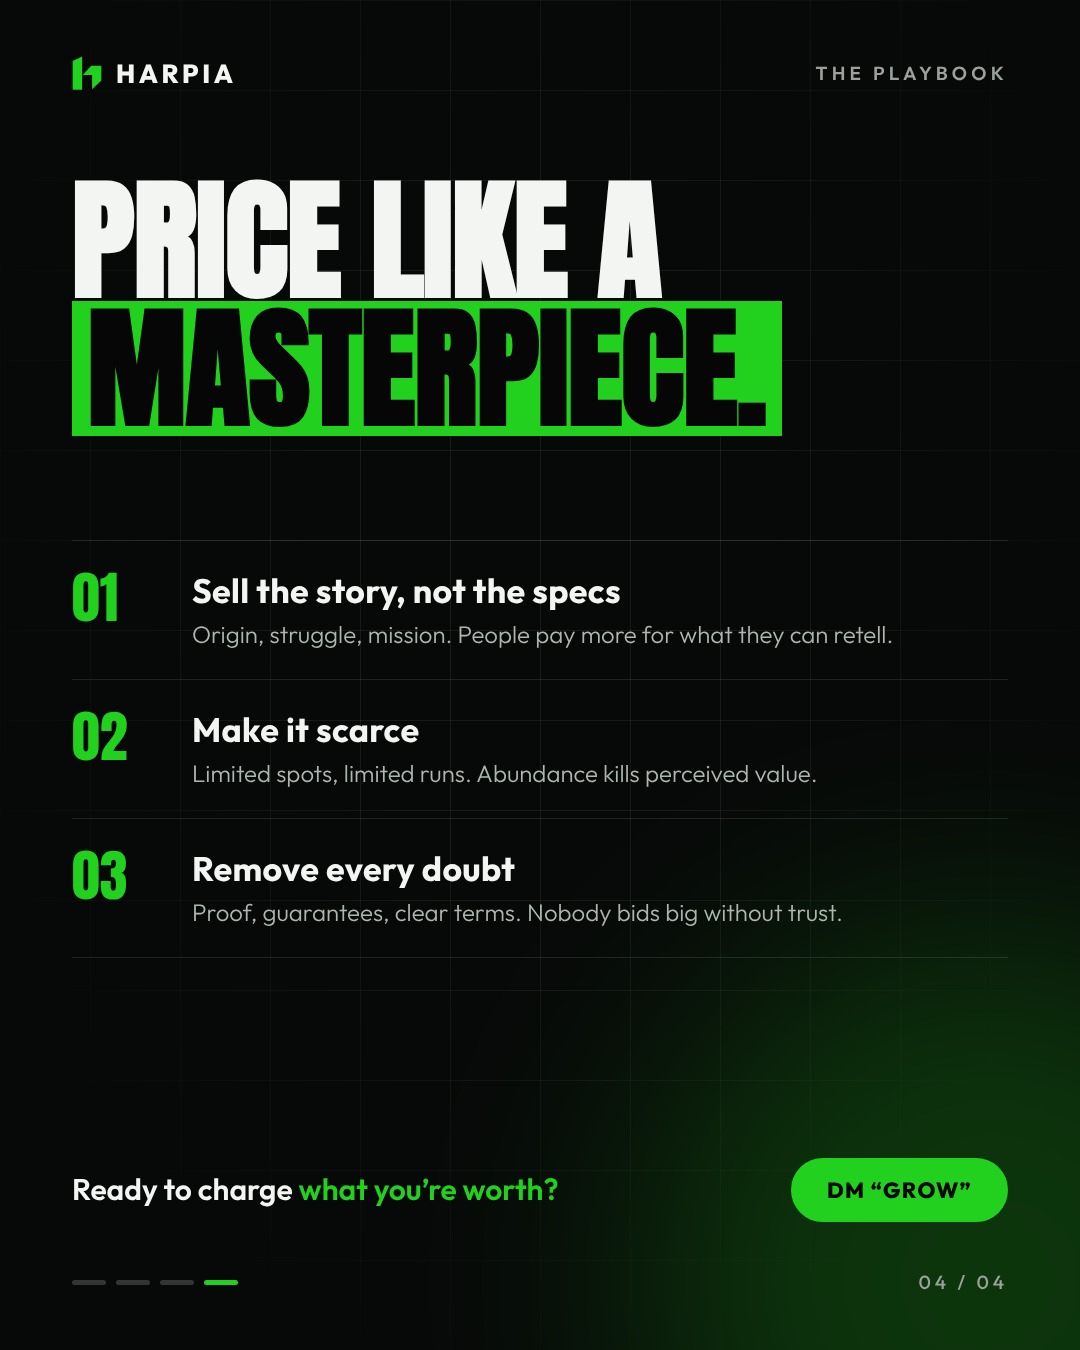 HARPIA
THE PLAYBOOK
PRICE LIKE A
MASTERPIECE.
01
Sell the story, not the specs
Origin, struggle, mission. People pay more for what they can retell.
02
Make it scarce
Limited spots, limited runs. Abundance kills perceived value.
03
Remove every doubt
Proof, guarantees, clear terms. Nobody bids big without trust.
Ready to charge what you’re worth?
DM “GROW”
04 / 04